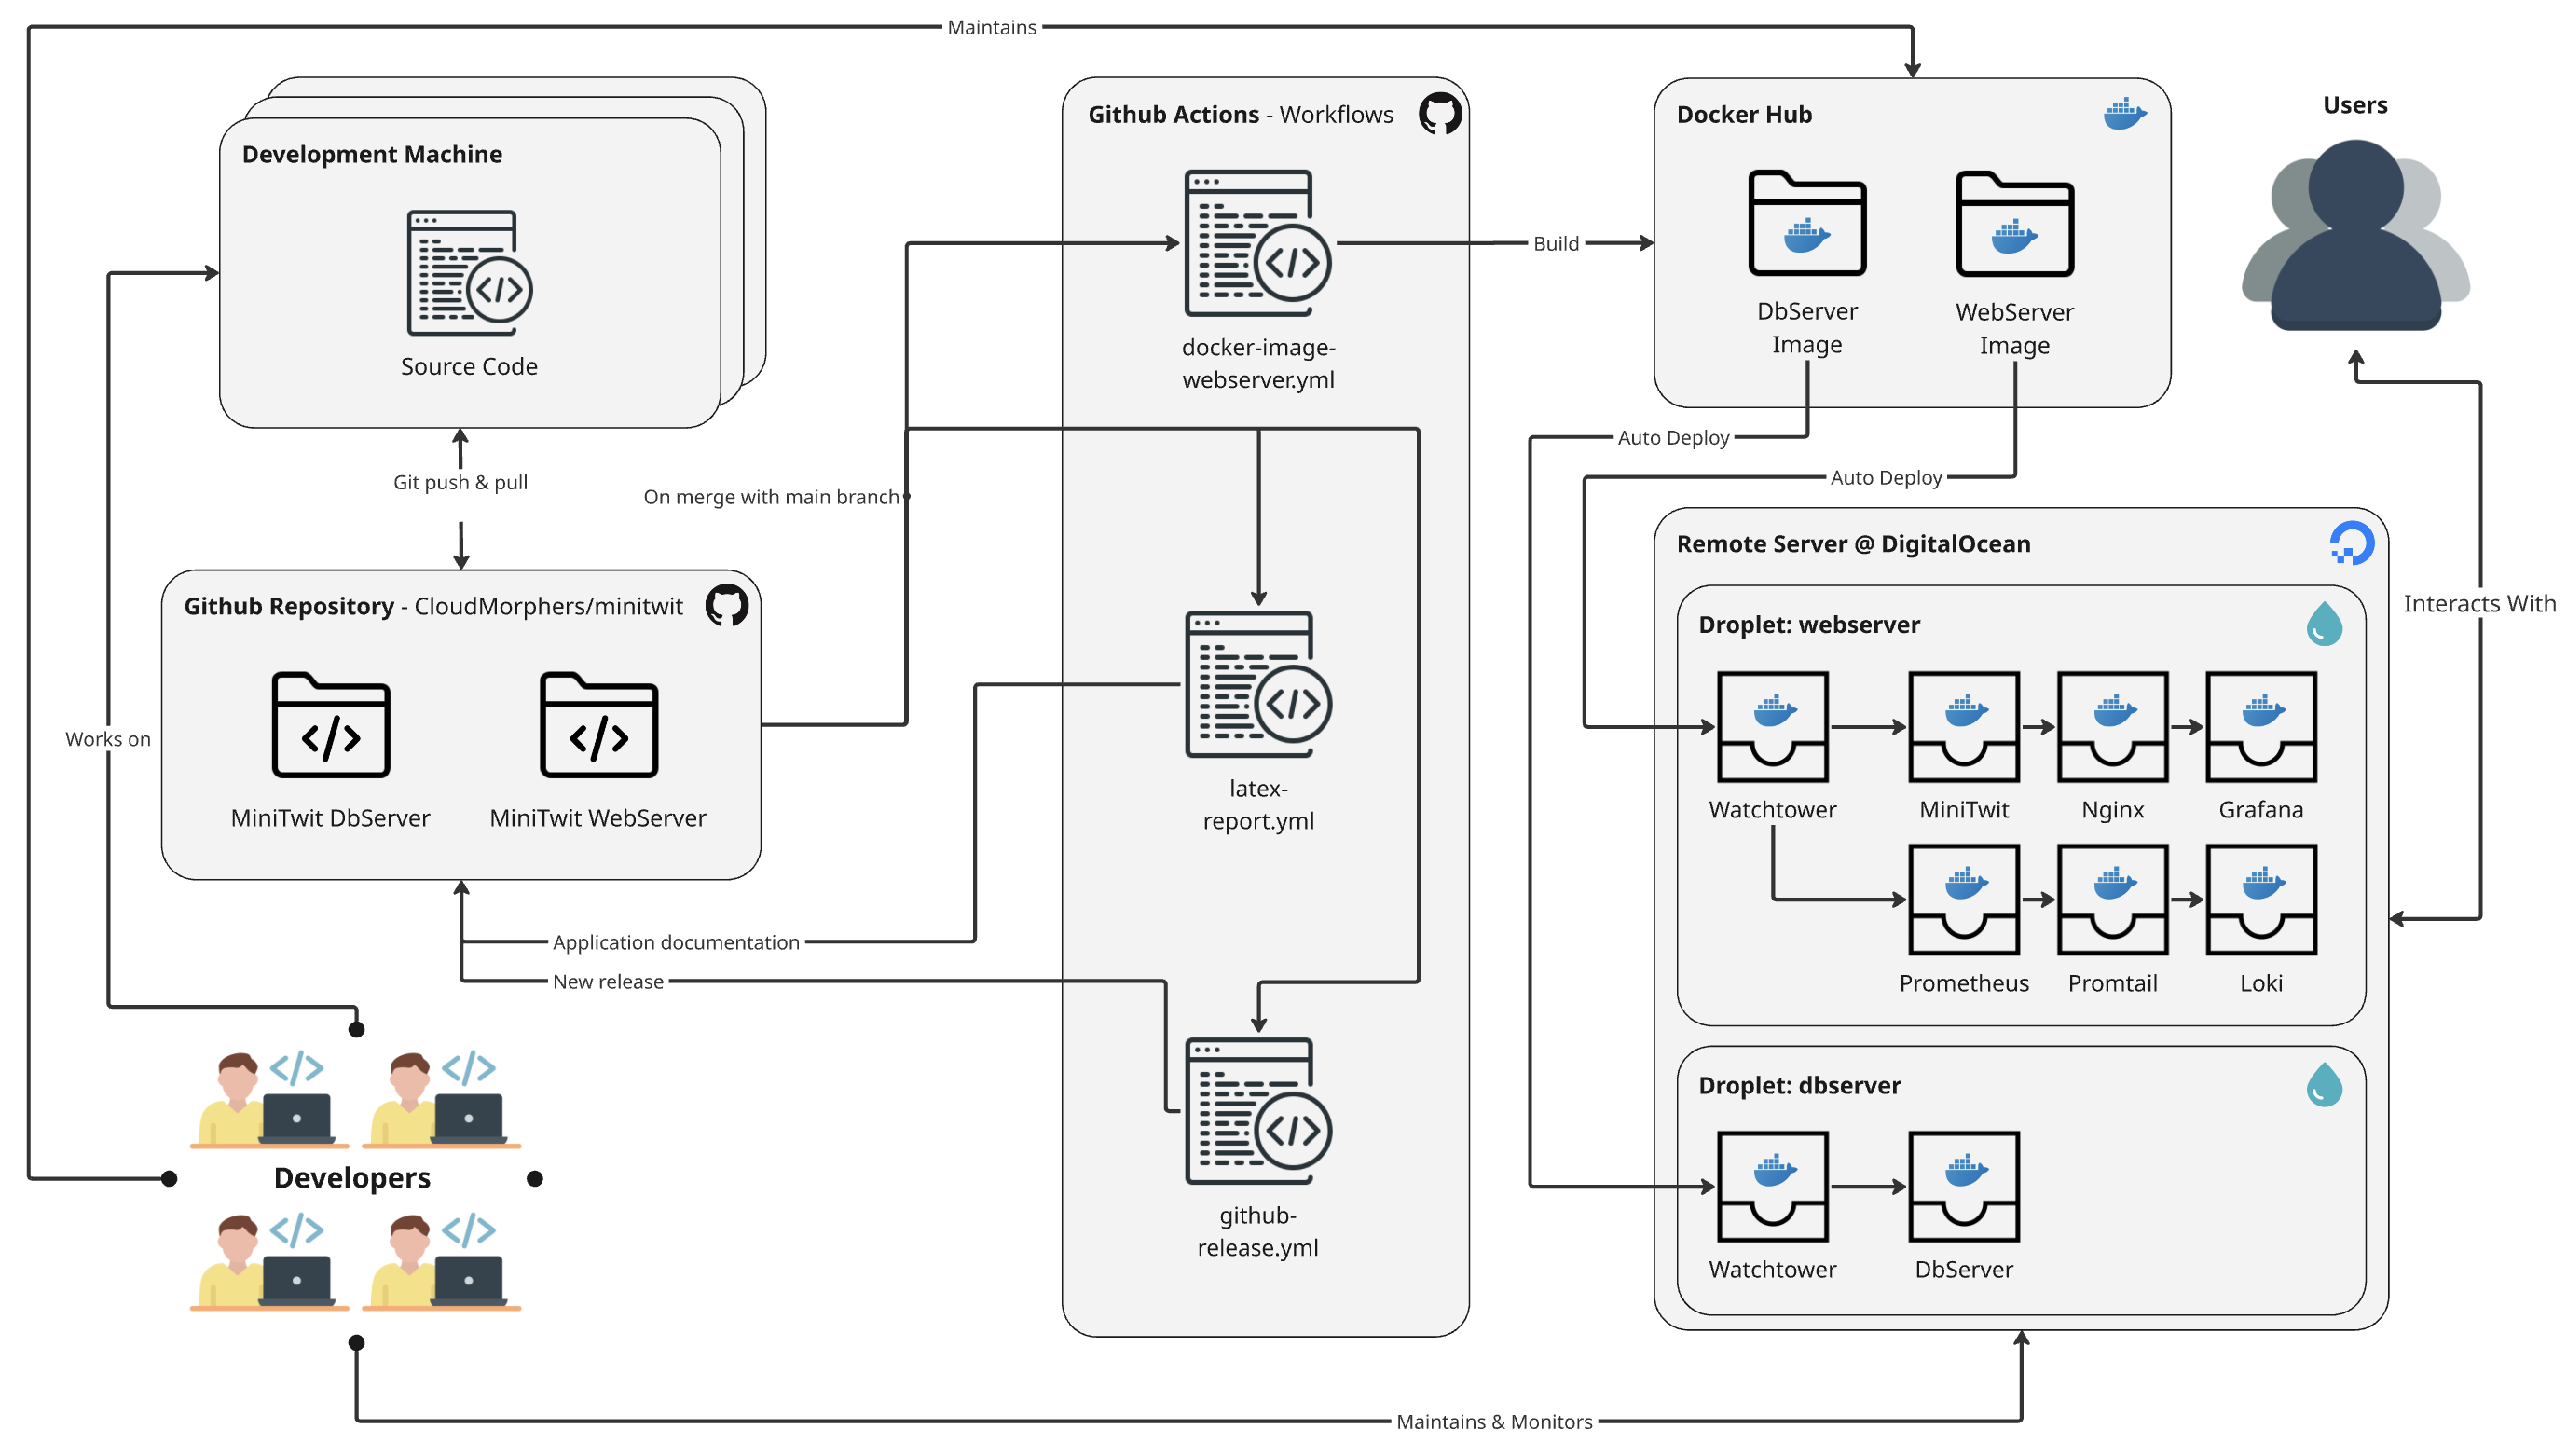 Maintains
Development Machine
Source Code
Git push & pull
On merge with main branch
Github Repository - CloudMorphers/minitwit
MiniTwit DbServer
MiniTwit WebServer
Works on
Application documentation
New release
Developers
Github Actions - Workflows
docker-image-
webserver.yml
latex-
report.yml
github-
release.yml
Build
Docker Hub
DbServer
Image
WebServer
Image
Auto Deploy
Auto Deploy
Users
Interacts With
Remote Server @ DigitalOcean
Droplet: webserver
Watchtower
MiniTwit
Nginx
Grafana
Prometheus
Promtail
Loki
Droplet: dbserver
Watchtower
DbServer
Maintains & Monitors